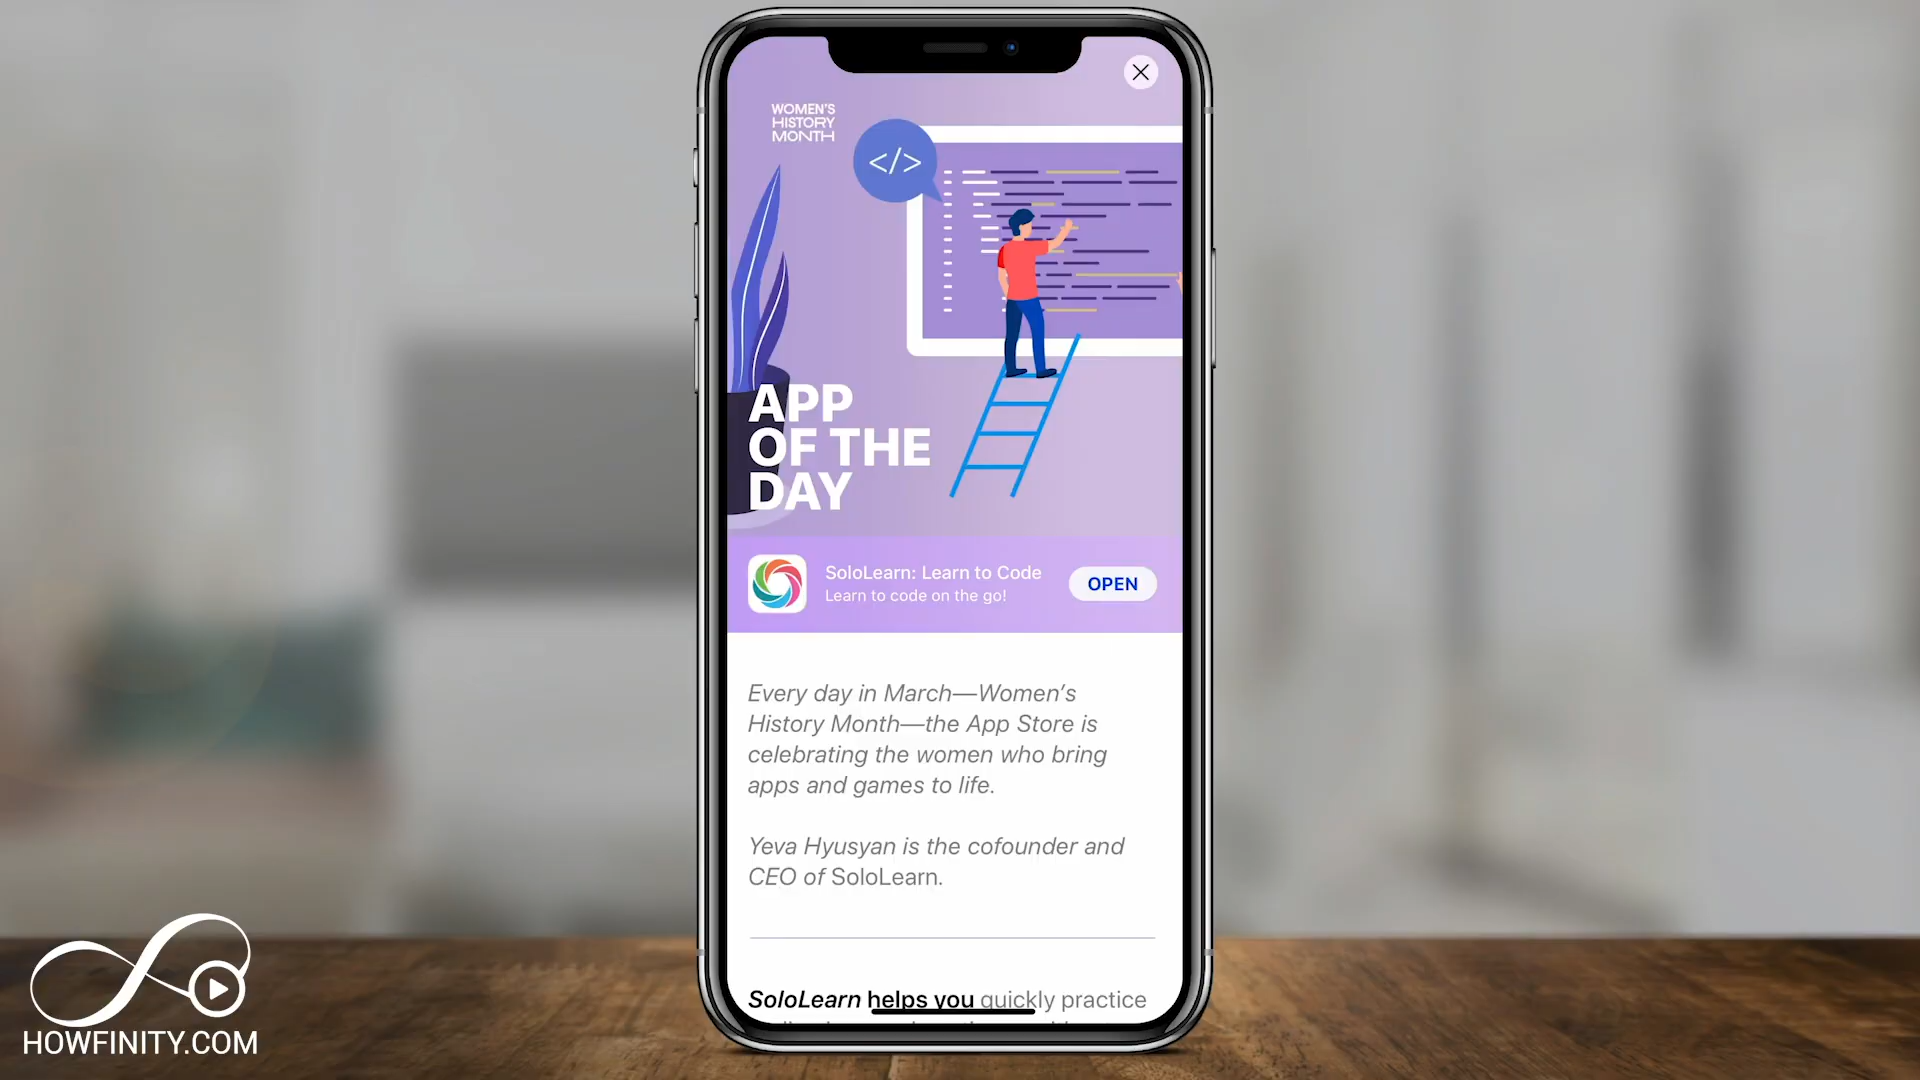 WOMEN'S
HISTORY
MONTH
</>
APP
OF THE
DAY
SoloLearn: Learn to Code
Learn to code on the go!
OPEN
Every day in March—Women's
History Month—the App Store is
celebrating the women who bring
apps and games to life.
Yeva Hyusyan is the cofounder and
CEO of SoloLearn.
SoloLearn helps you quickly practice
HOWFINITY.COM